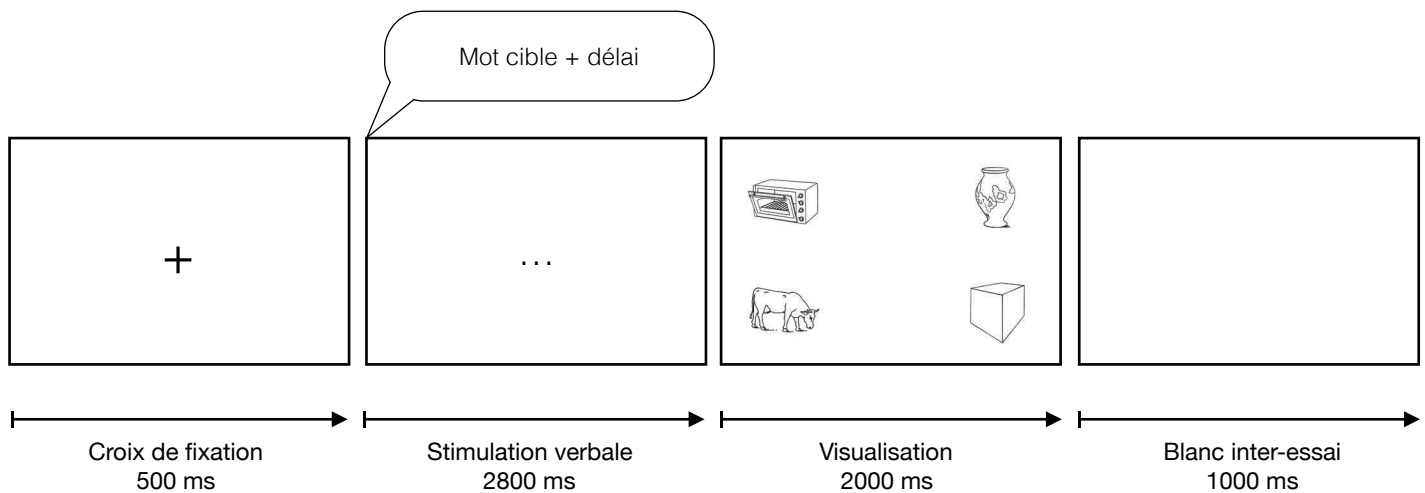 Mot cible + délai
+
...
Croix de fixation
500 ms
Stimulation verbale
2800 ms
Visualisation
2000 ms
Blanc inter-essai
1000 ms